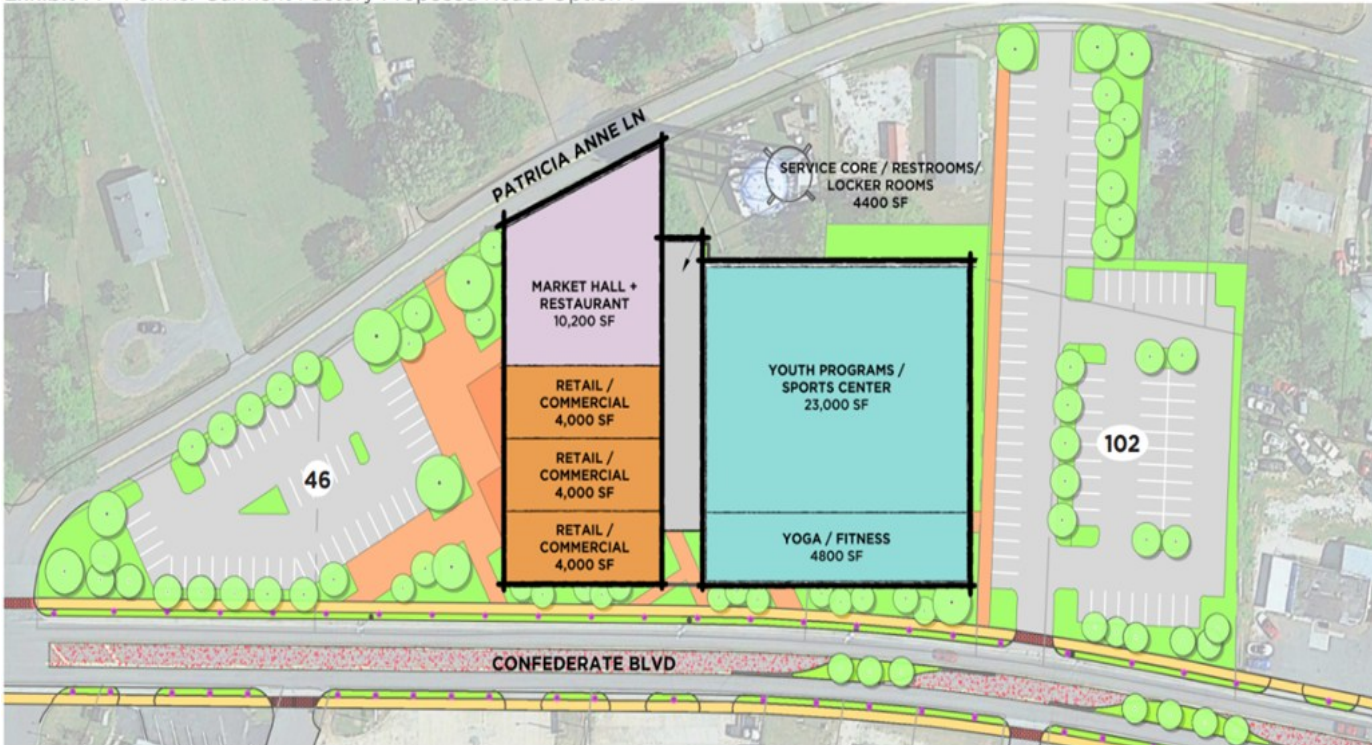 PATRICIA ANNE LN
SERVICE CORE / RESTROOMS/
LOCKER ROOMS
4400 SF
MARKET HALL +
RESTAURANT
10,200 SF
YOUTH PROGRAMS /
SPORTS CENTER
23,000 SF
RETAIL /
COMMERCIAL
4,000 SF
RETAIL /
COMMERCIAL
4,000 SF
RETAIL /
COMMERCIAL
4,000 SF
YOGA / FITNESS
4800 SF
46
102
CONFEDERATE BLVD